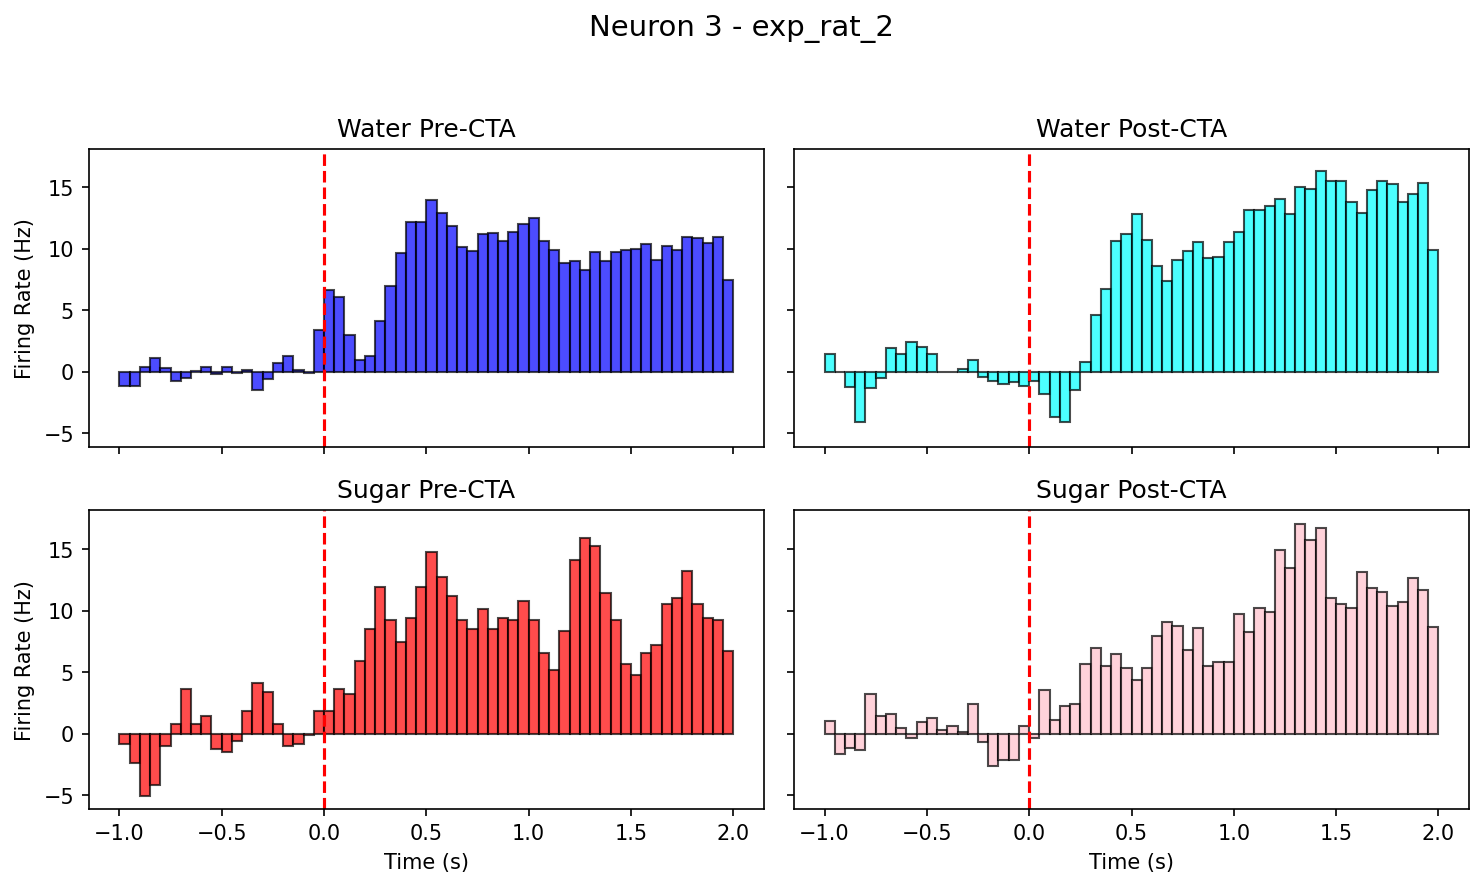 Neuron 3 - exp_rat_2
Water Pre-CTA
Water Post-CTA
Firing Rate (Hz)
15
10
5
0
−5
Sugar Pre-CTA
Sugar Post-CTA
Firing Rate (Hz)
15
10
5
0
−5
−1.0 −0.5 0.0 0.5 1.0 1.5 2.0
−1.0 −0.5 0.0 0.5 1.0 1.5 2.0
Time (s)
Time (s)